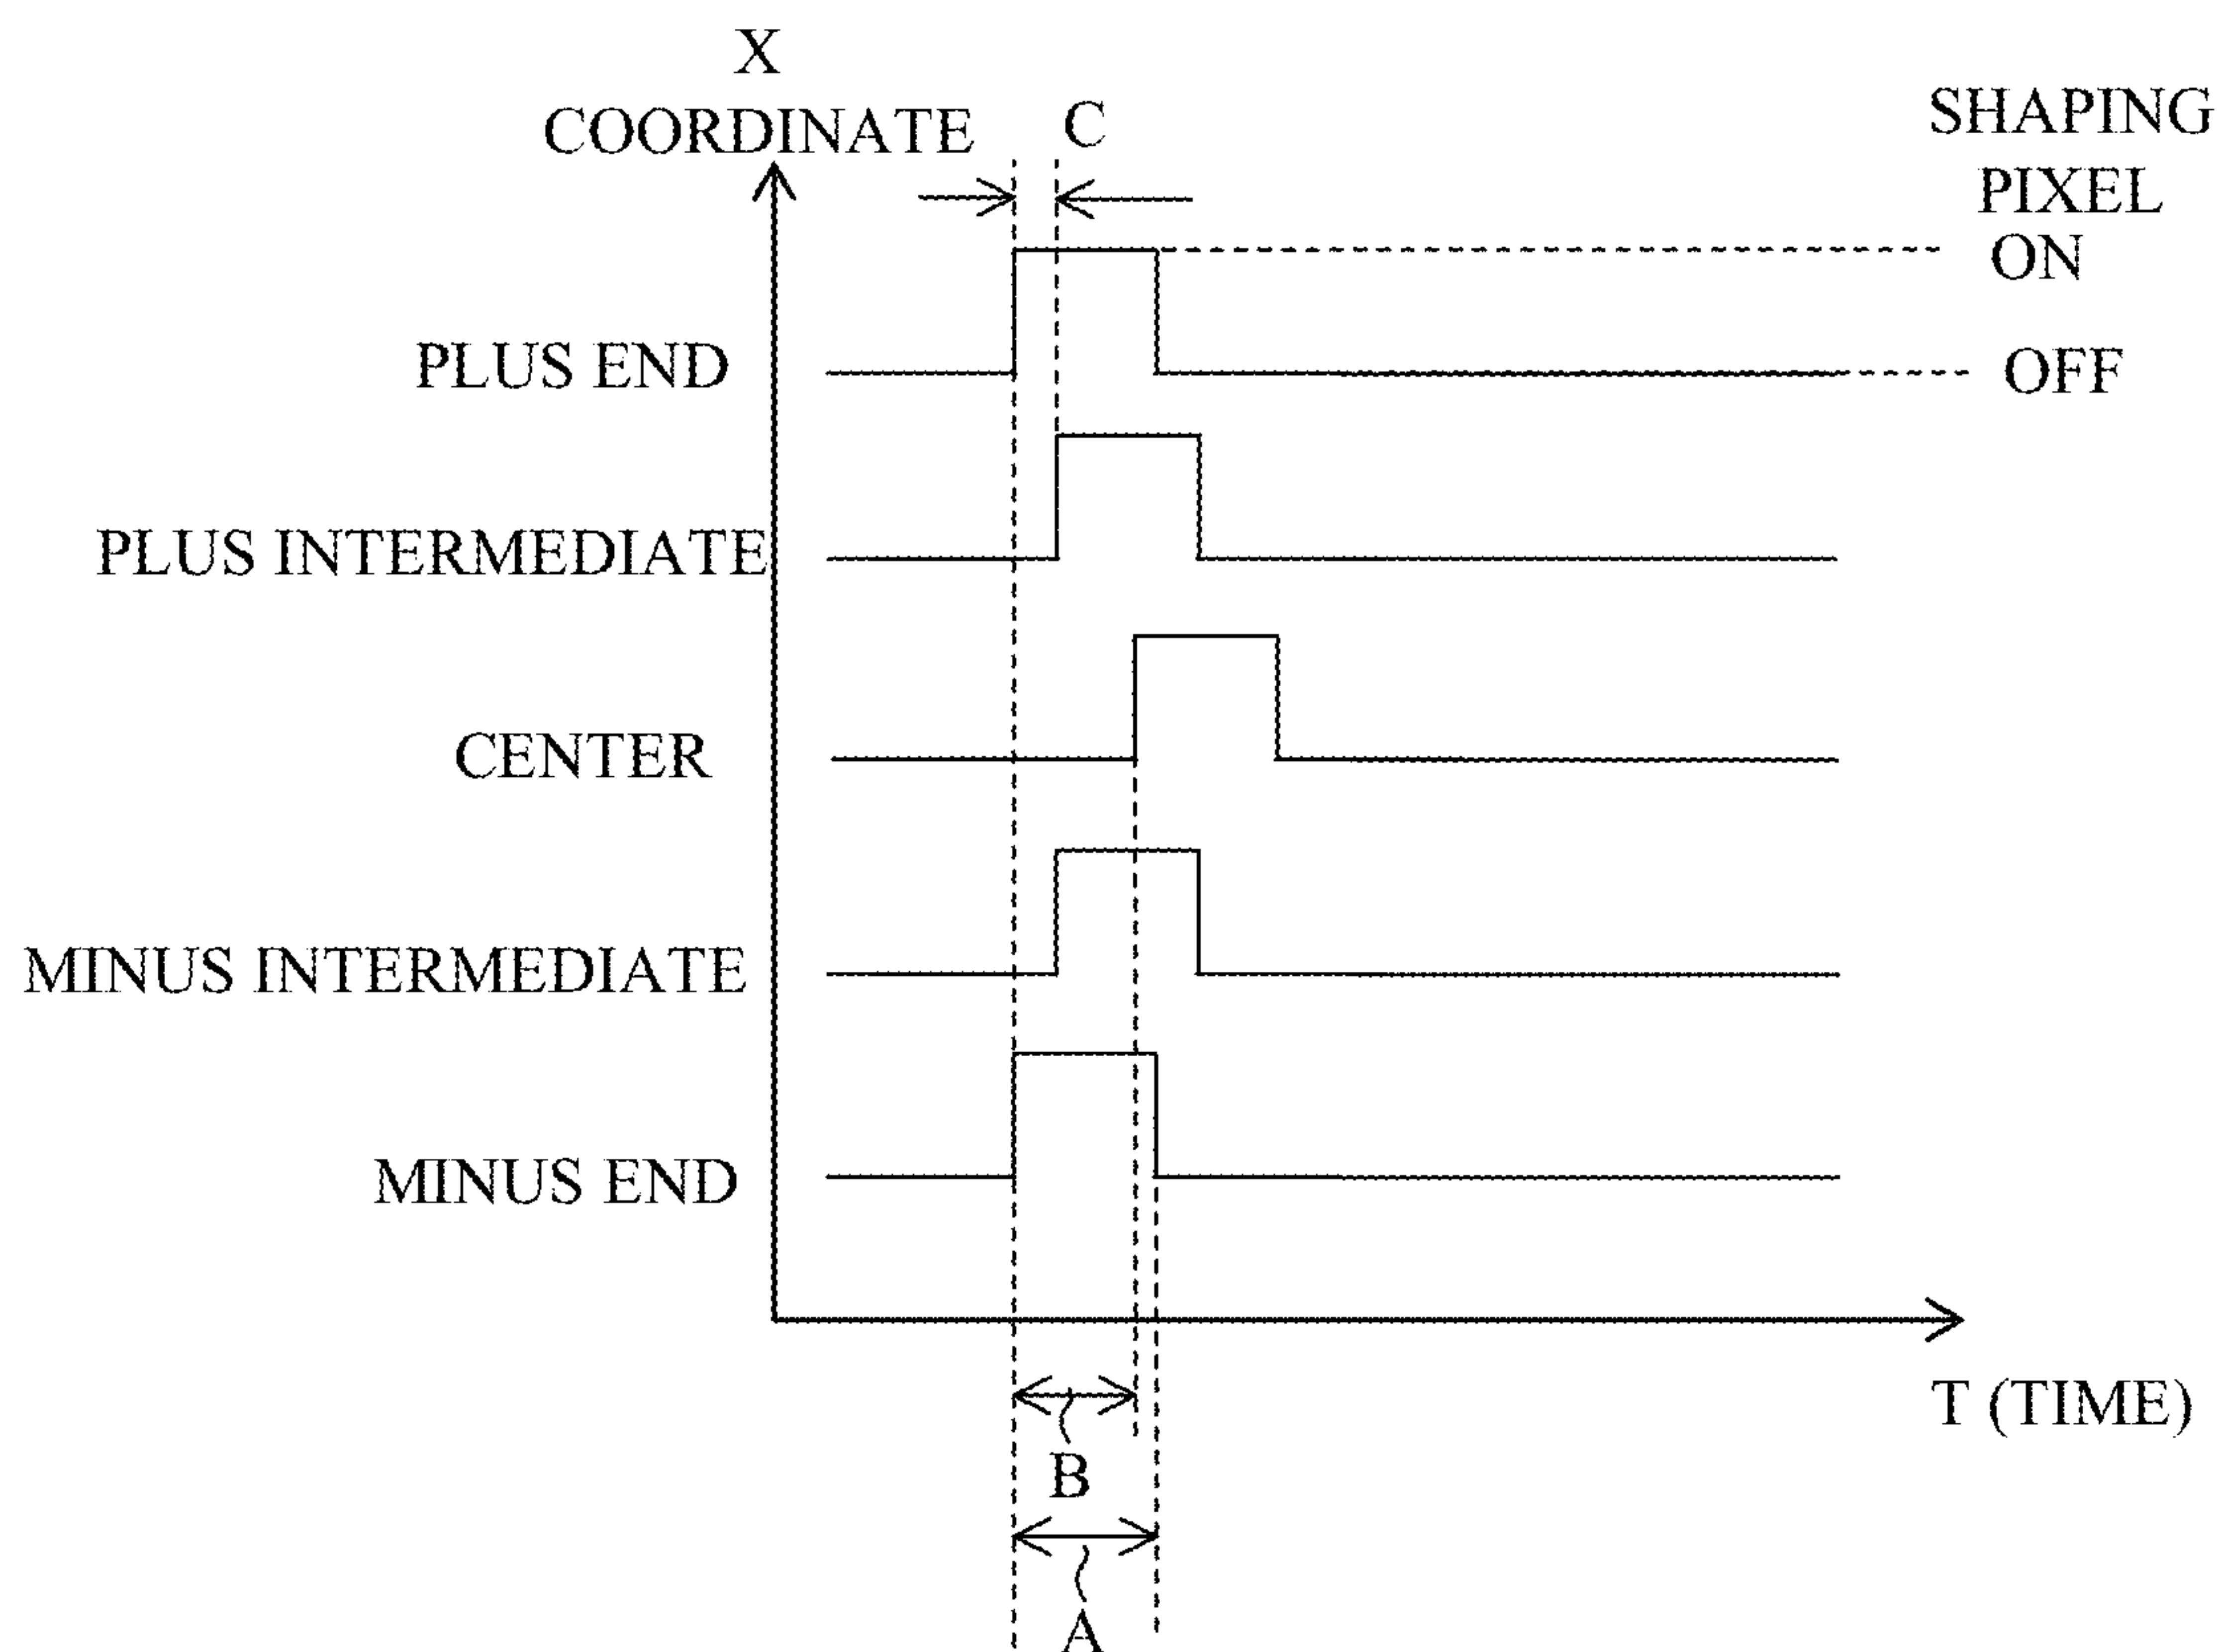 X
COORDINATE
C
SHAPING
PIXEL
ON
PLUS END
OFF
PLUS INTERMEDIATE
CENTER
MINUS INTERMEDIATE
MINUS END
T (TIME)
B
A